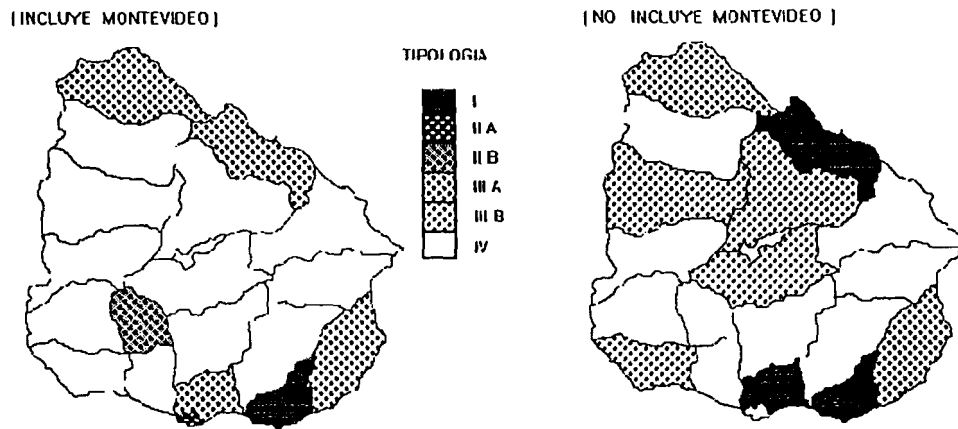 [INCLUYE MONTEVIDEO]
[NO INCLUYE MONTEVIDEO]
TIPOLOGIA
I
II A
II B
III A
III B
IV